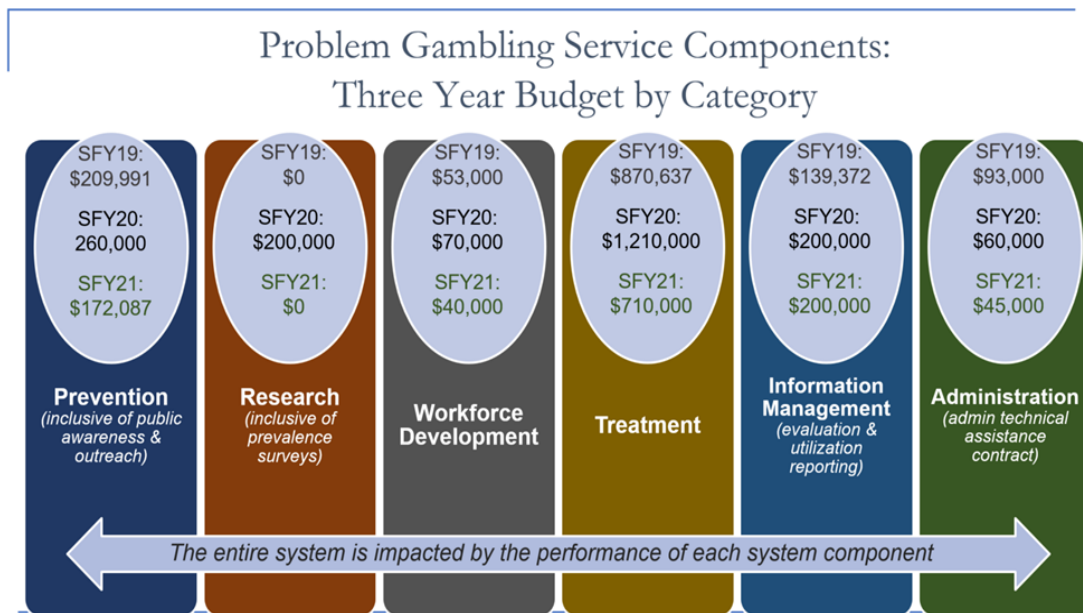 Problem Gambling Service Components:
Three Year Budget by Category
SFY19:
$209,991
SFY20:
260,000
SFY21:
$172,087
Prevention
(inclusive of public
awareness &
outreach)
SFY19:
$0
SFY20:
$200,000
SFY21:
$0
Research
(inclusive of
prevalence
surveys)
SFY19:
$53,000
SFY20:
$70,000
SFY21:
$40,000
Workforce
Development
SFY19:
$870,637
SFY20:
$1,210,000
SFY21:
$710,000
Treatment
SFY19:
$139,372
SFY20:
$200,000
SFY21:
$200,000
Information
Management
(evaluation &
utilization
reporting)
SFY19:
$93,000
SFY20:
$60,000
SFY21:
$45,000
Administration
(admin technical
assistance
contract)
The entire system is impacted by the performance of each system component